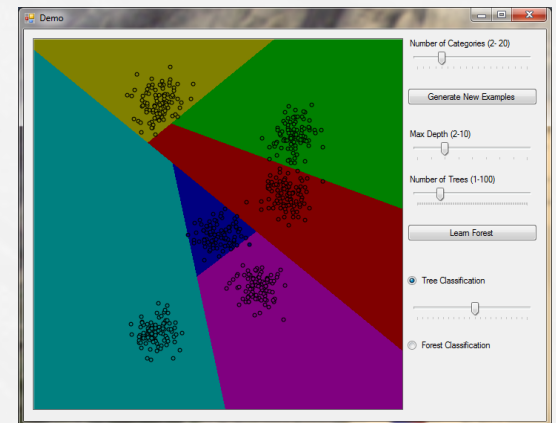 Demo
Number of Categories (2- 20)
Generate New Examples
Max Depth (2-10)
Number of Trees (1-100)
Learn Forest
Tree Classification
Forest Classification